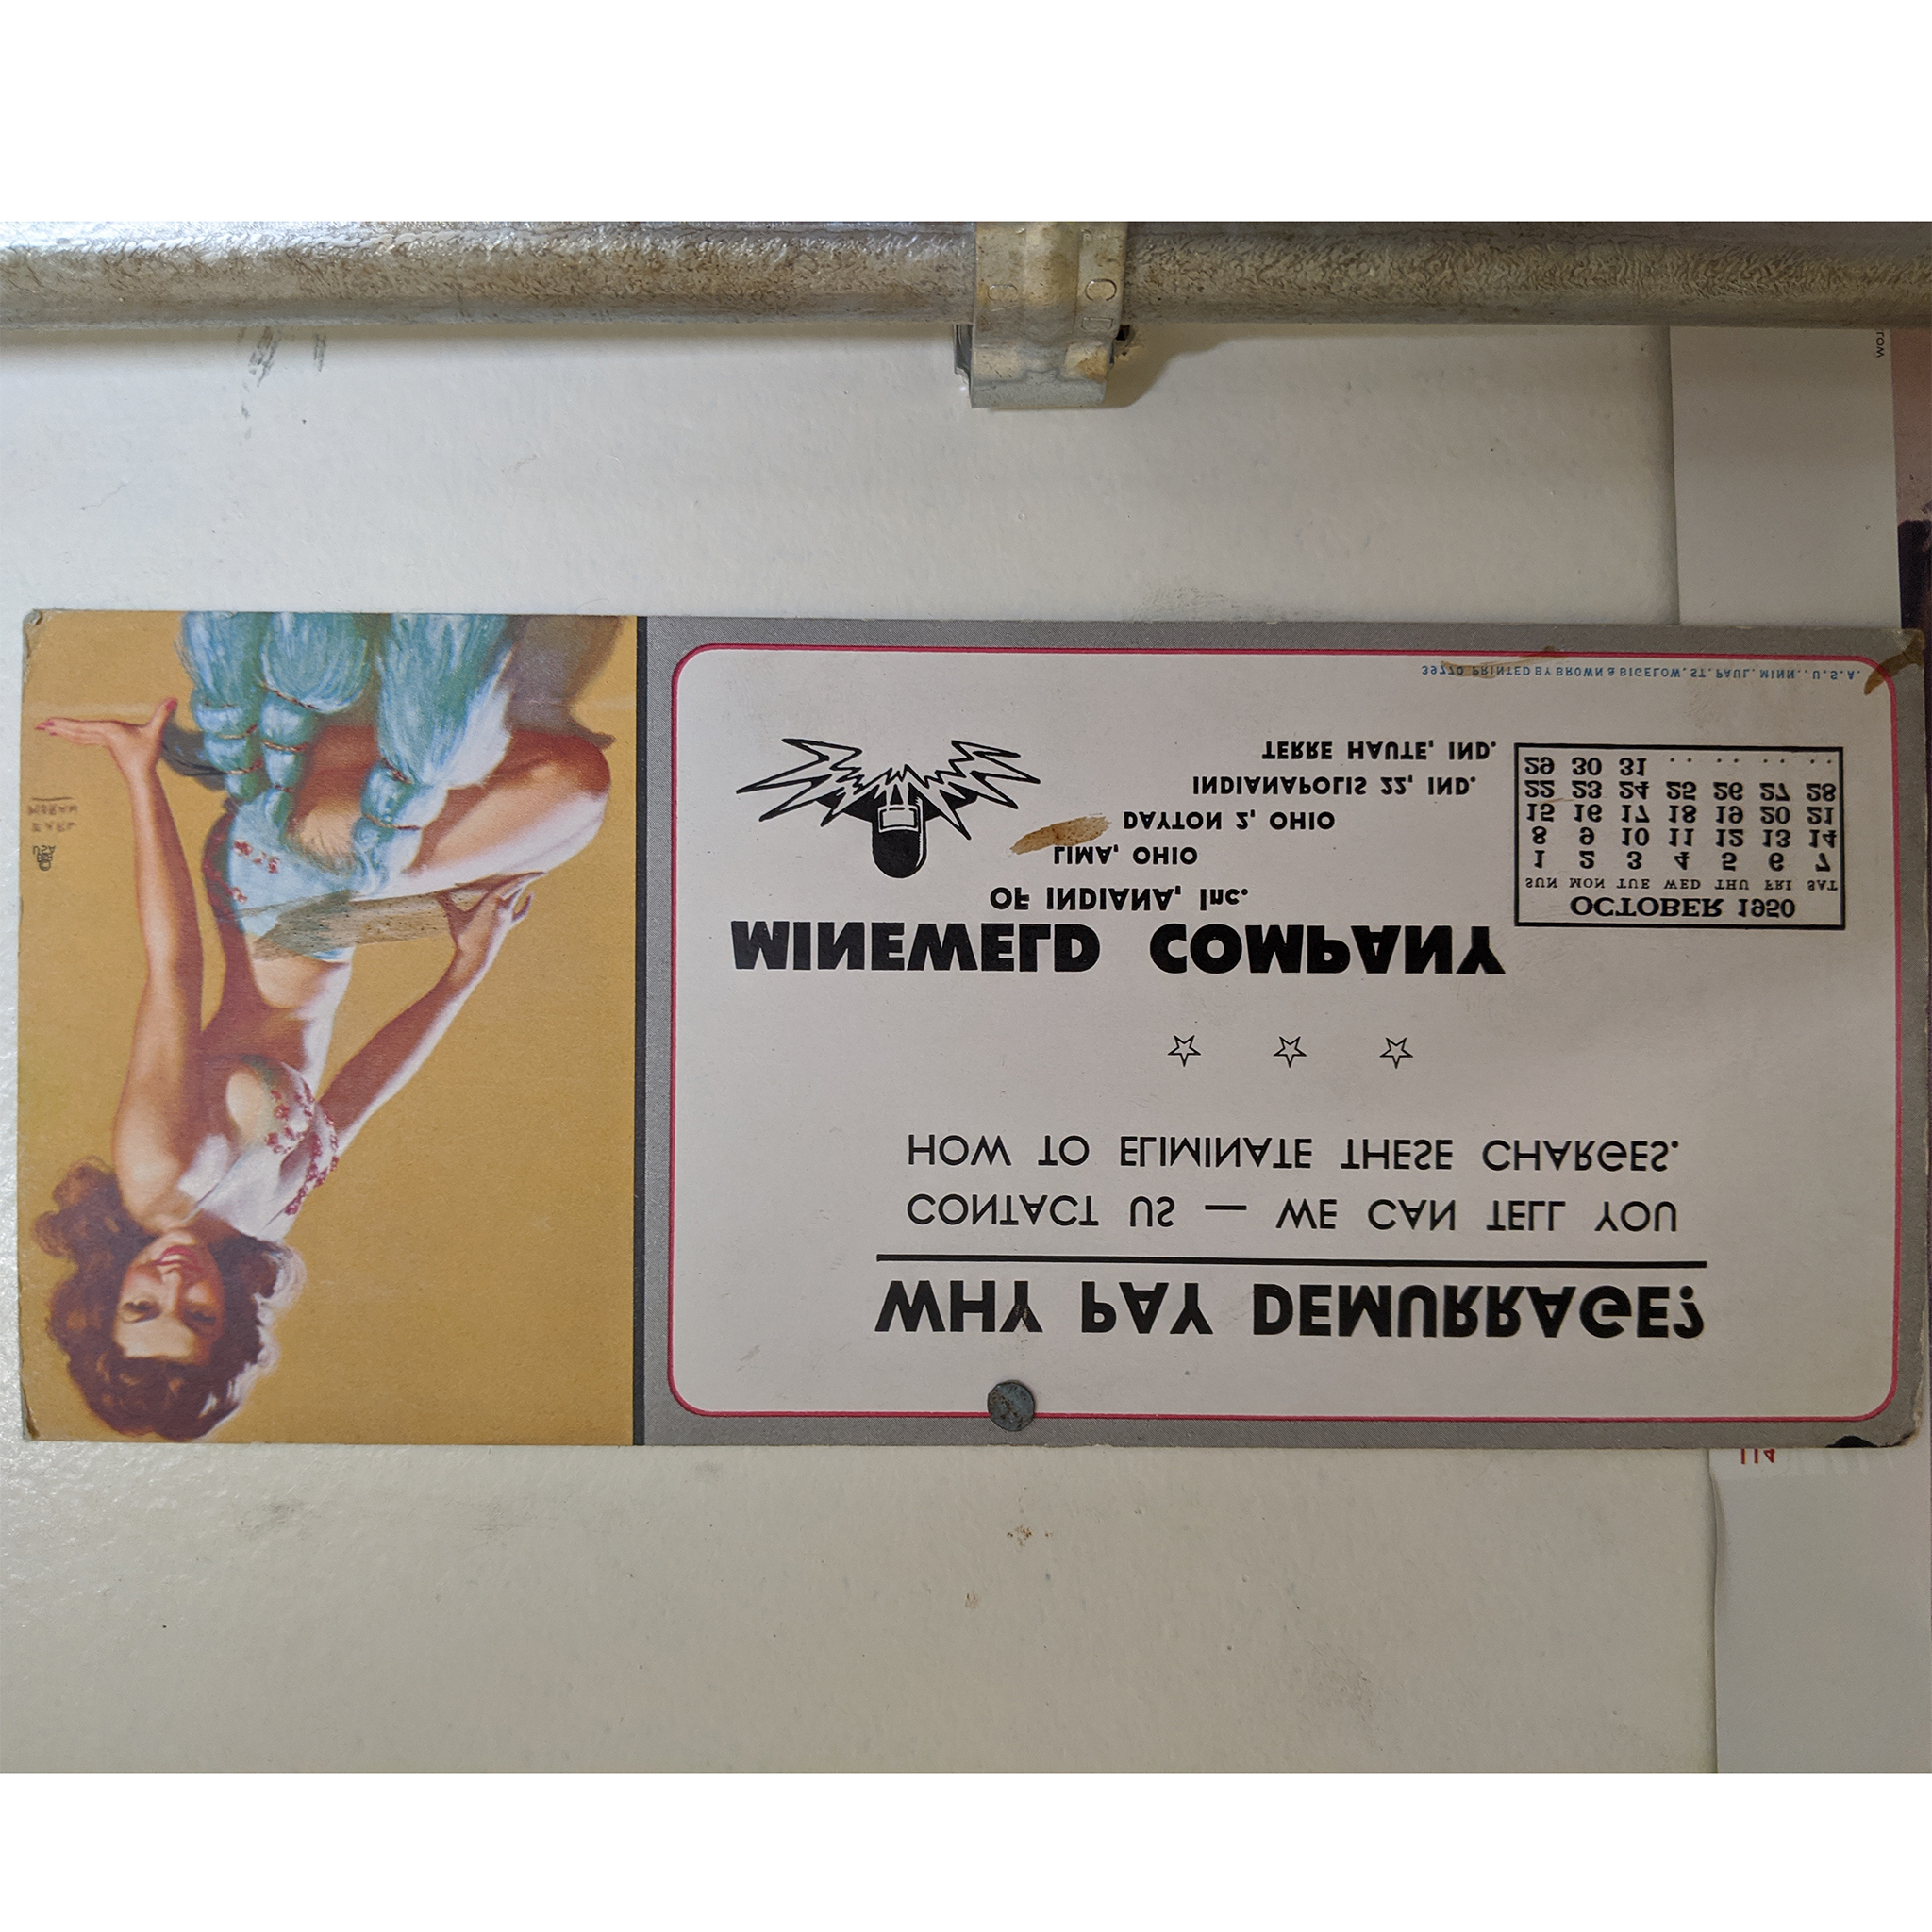 WHY PAY DEMURRAGE?
CONTACT US — WE CAN TELL YOU
HOW TO ELIMINATE THESE CHARGES.
WINEWELD COMPANY
OF INDIANA, Inc.
LIMA, OHIO
DAYTON 2, OHIO
INDIANAPOLIS 22, IND.
TERRE HAUTE, IND.
OCTOBER 1950
SUN MON TUE WED THU FRI SAT
1 2 3 4 5 6 7
8 9 10 11 12 13 14
15 16 17 18 19 20 21
22 23 24 25 26 27 28
29 30 31 .. .. .. ..
39770 PRINTED BY BROWN & BIGELOW, ST. PAUL, MINN., U.S.A.
B&B
USA
EARL
MORAN